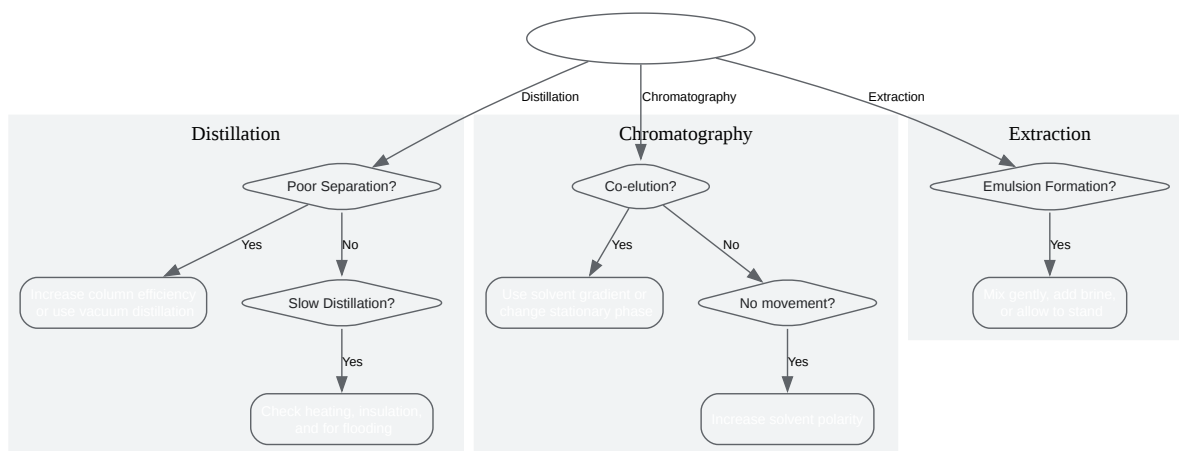 Distillation
Chromatography
Extraction
Distillation
Chromatography
Extraction
Poor Separation?
Co-elution?
Emulsion Formation?
Yes
No
Yes
No
Yes
Increase column efficiency
or use vacuum distillation
Slow Distillation?
Use solvent gradient or
change stationary phase
No movement?
Mix gently, add brine,
or allow to stand
Yes
Yes
Check heating, insulation,
and for flooding
Increase solvent polarity